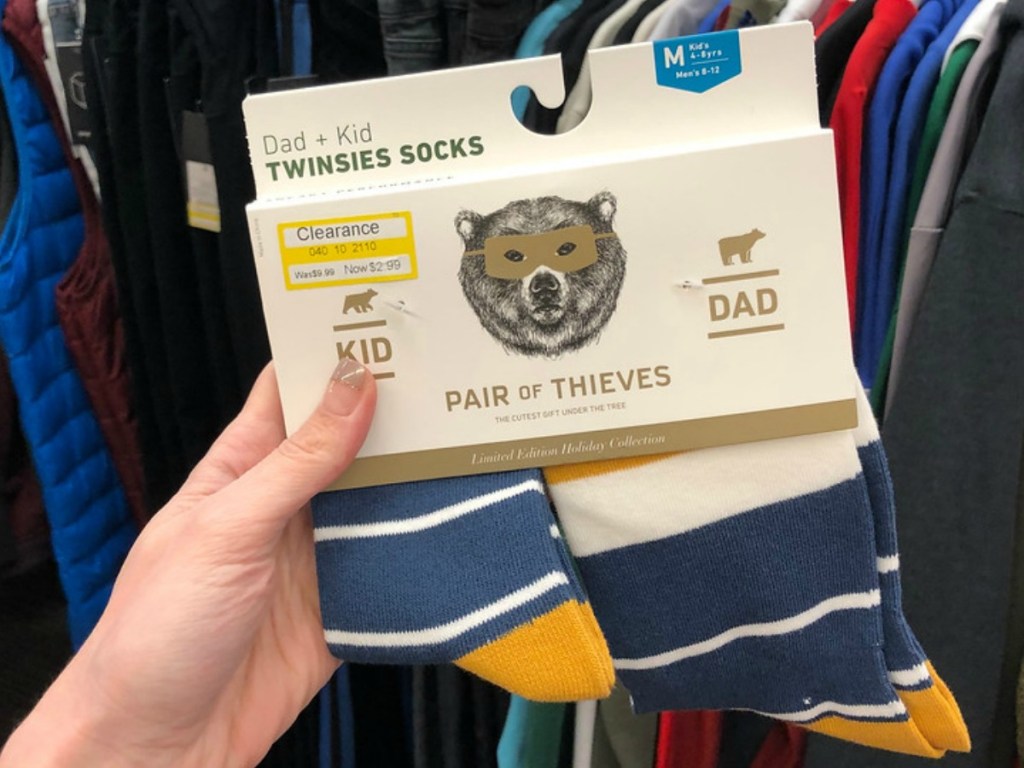 M Kid's 4-8yrs
Men's 8-12
Dad + Kid
TWINSIES SOCKS
Clearance
040 10 2110
Was$9.99 Now$2.99
KID
DAD
PAIR OF THIEVES
THE CUTEST GIFT UNDER THE TREE
Limited Edition Holiday Collection